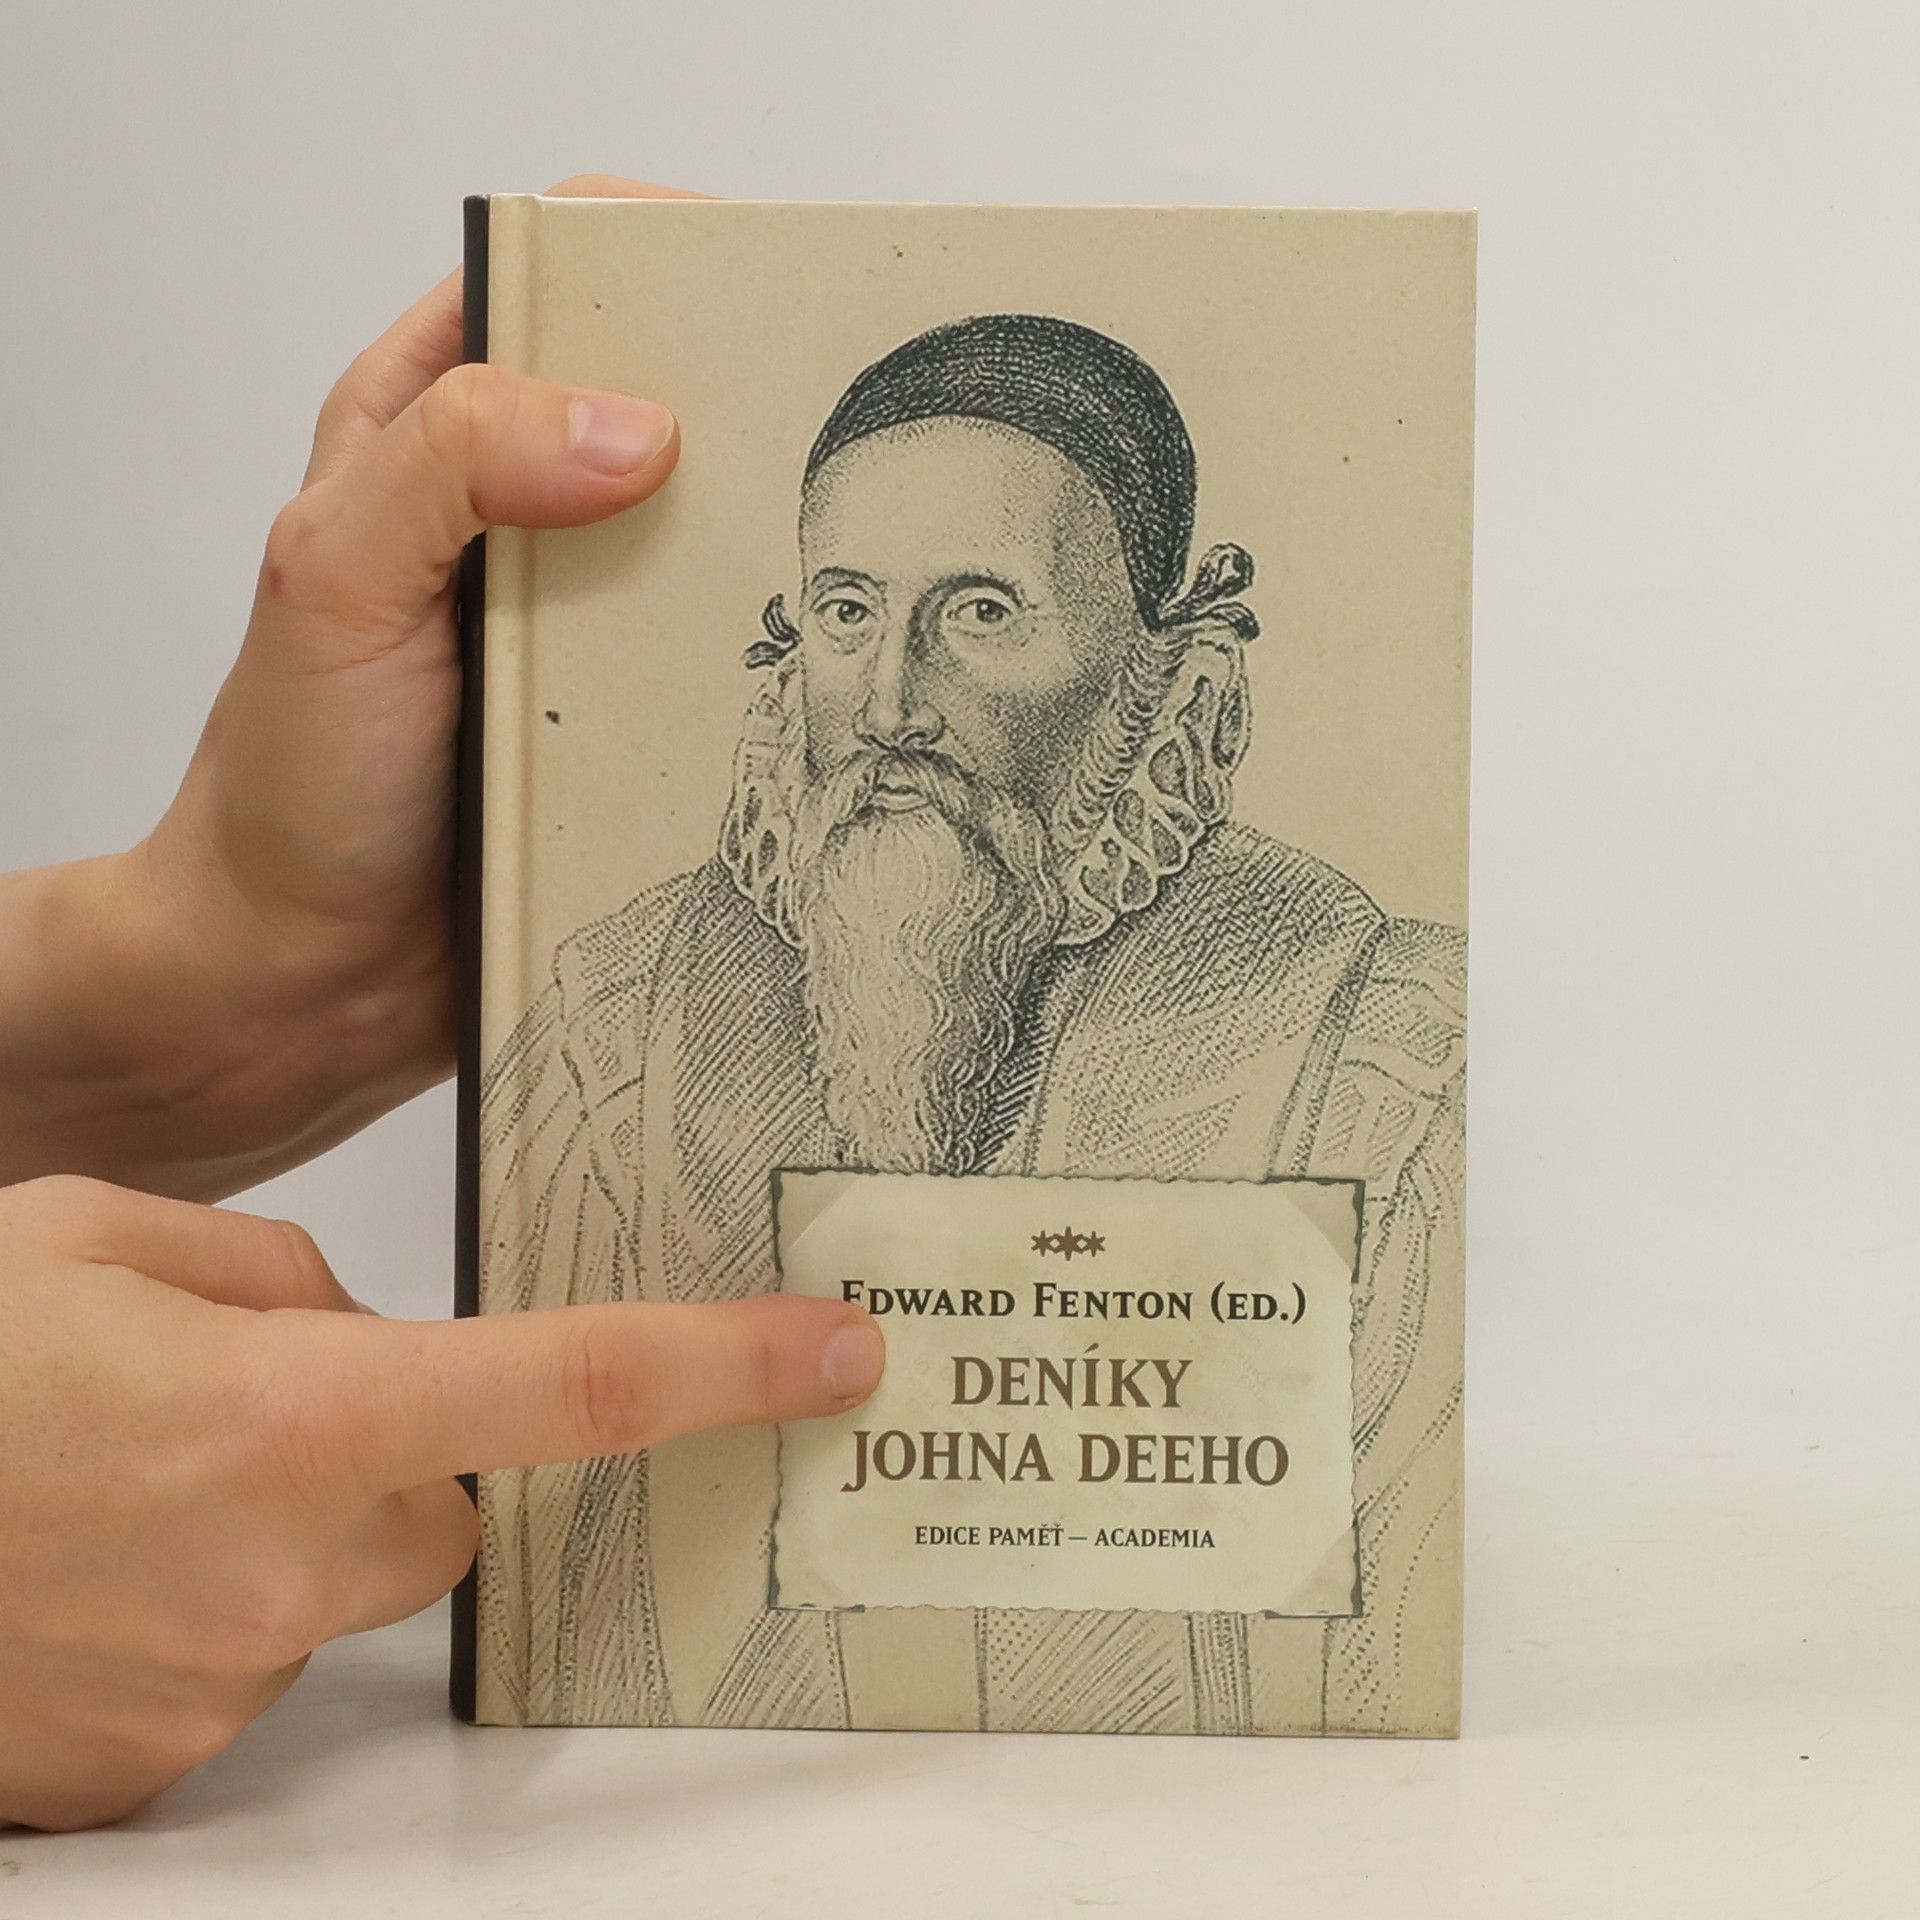 Edward Fenton (ed.)
DENÍKY
JOHNA DEEHO
EDICE PAMĚŤ — ACADEMIA